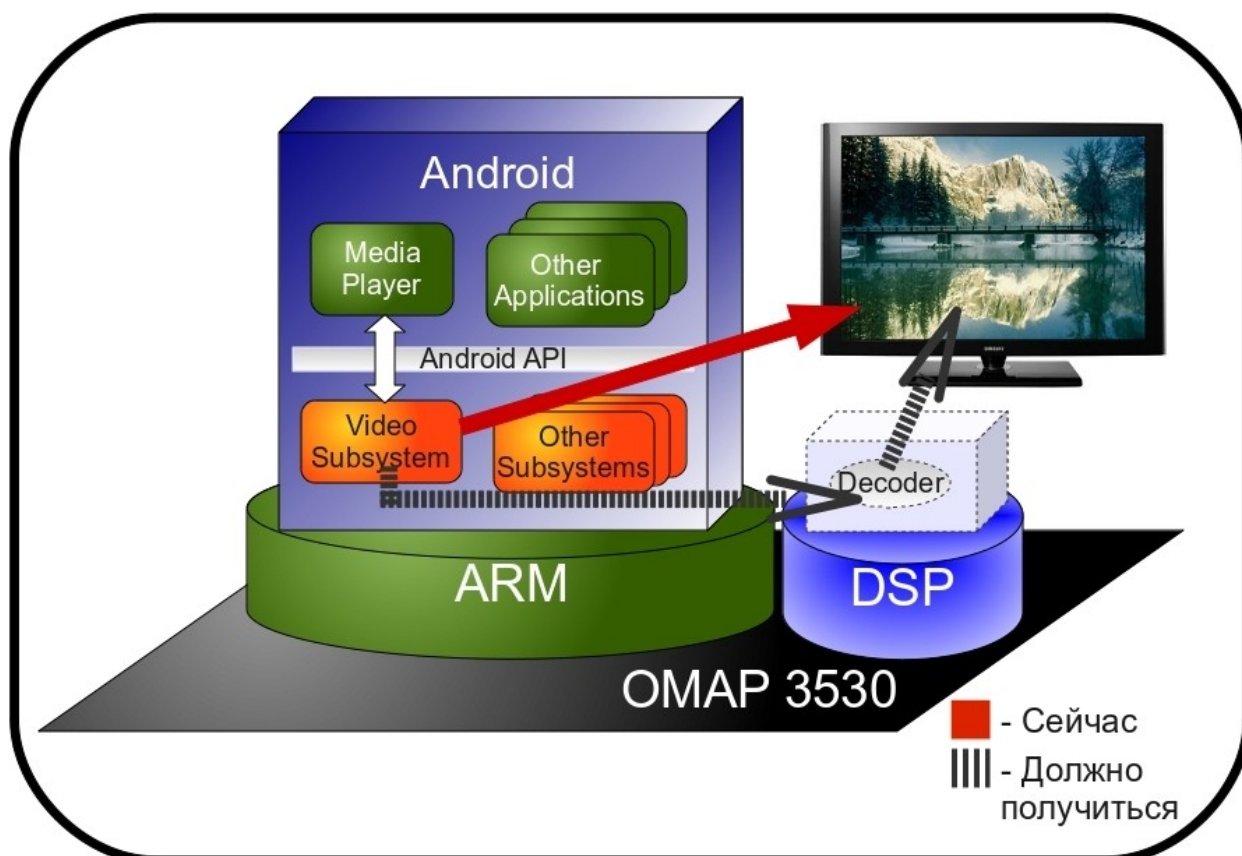 Android
Media
Player
Other
Applications
Android API
Video
Subsystem
Other
Subsystems
Decoder
ARM
DSP
OMAP 3530
- Сейчас
- Должно
получиться